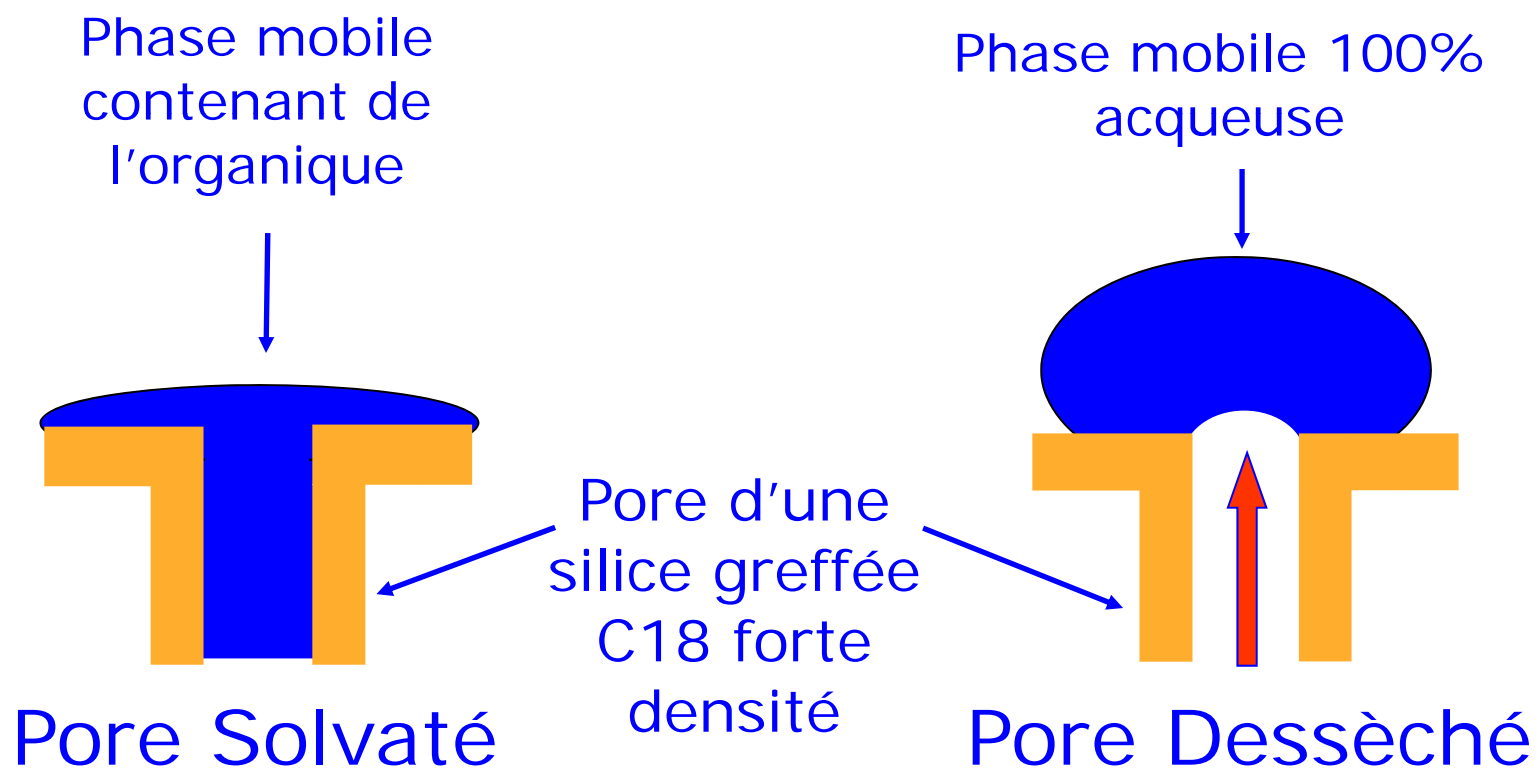 Phase mobile
contenant de
l'organique
Phase mobile 100%
acqueuse
Pore d'une
silice greffée
C18 forte
densité
Pore Solvaté
Pore Dessèché